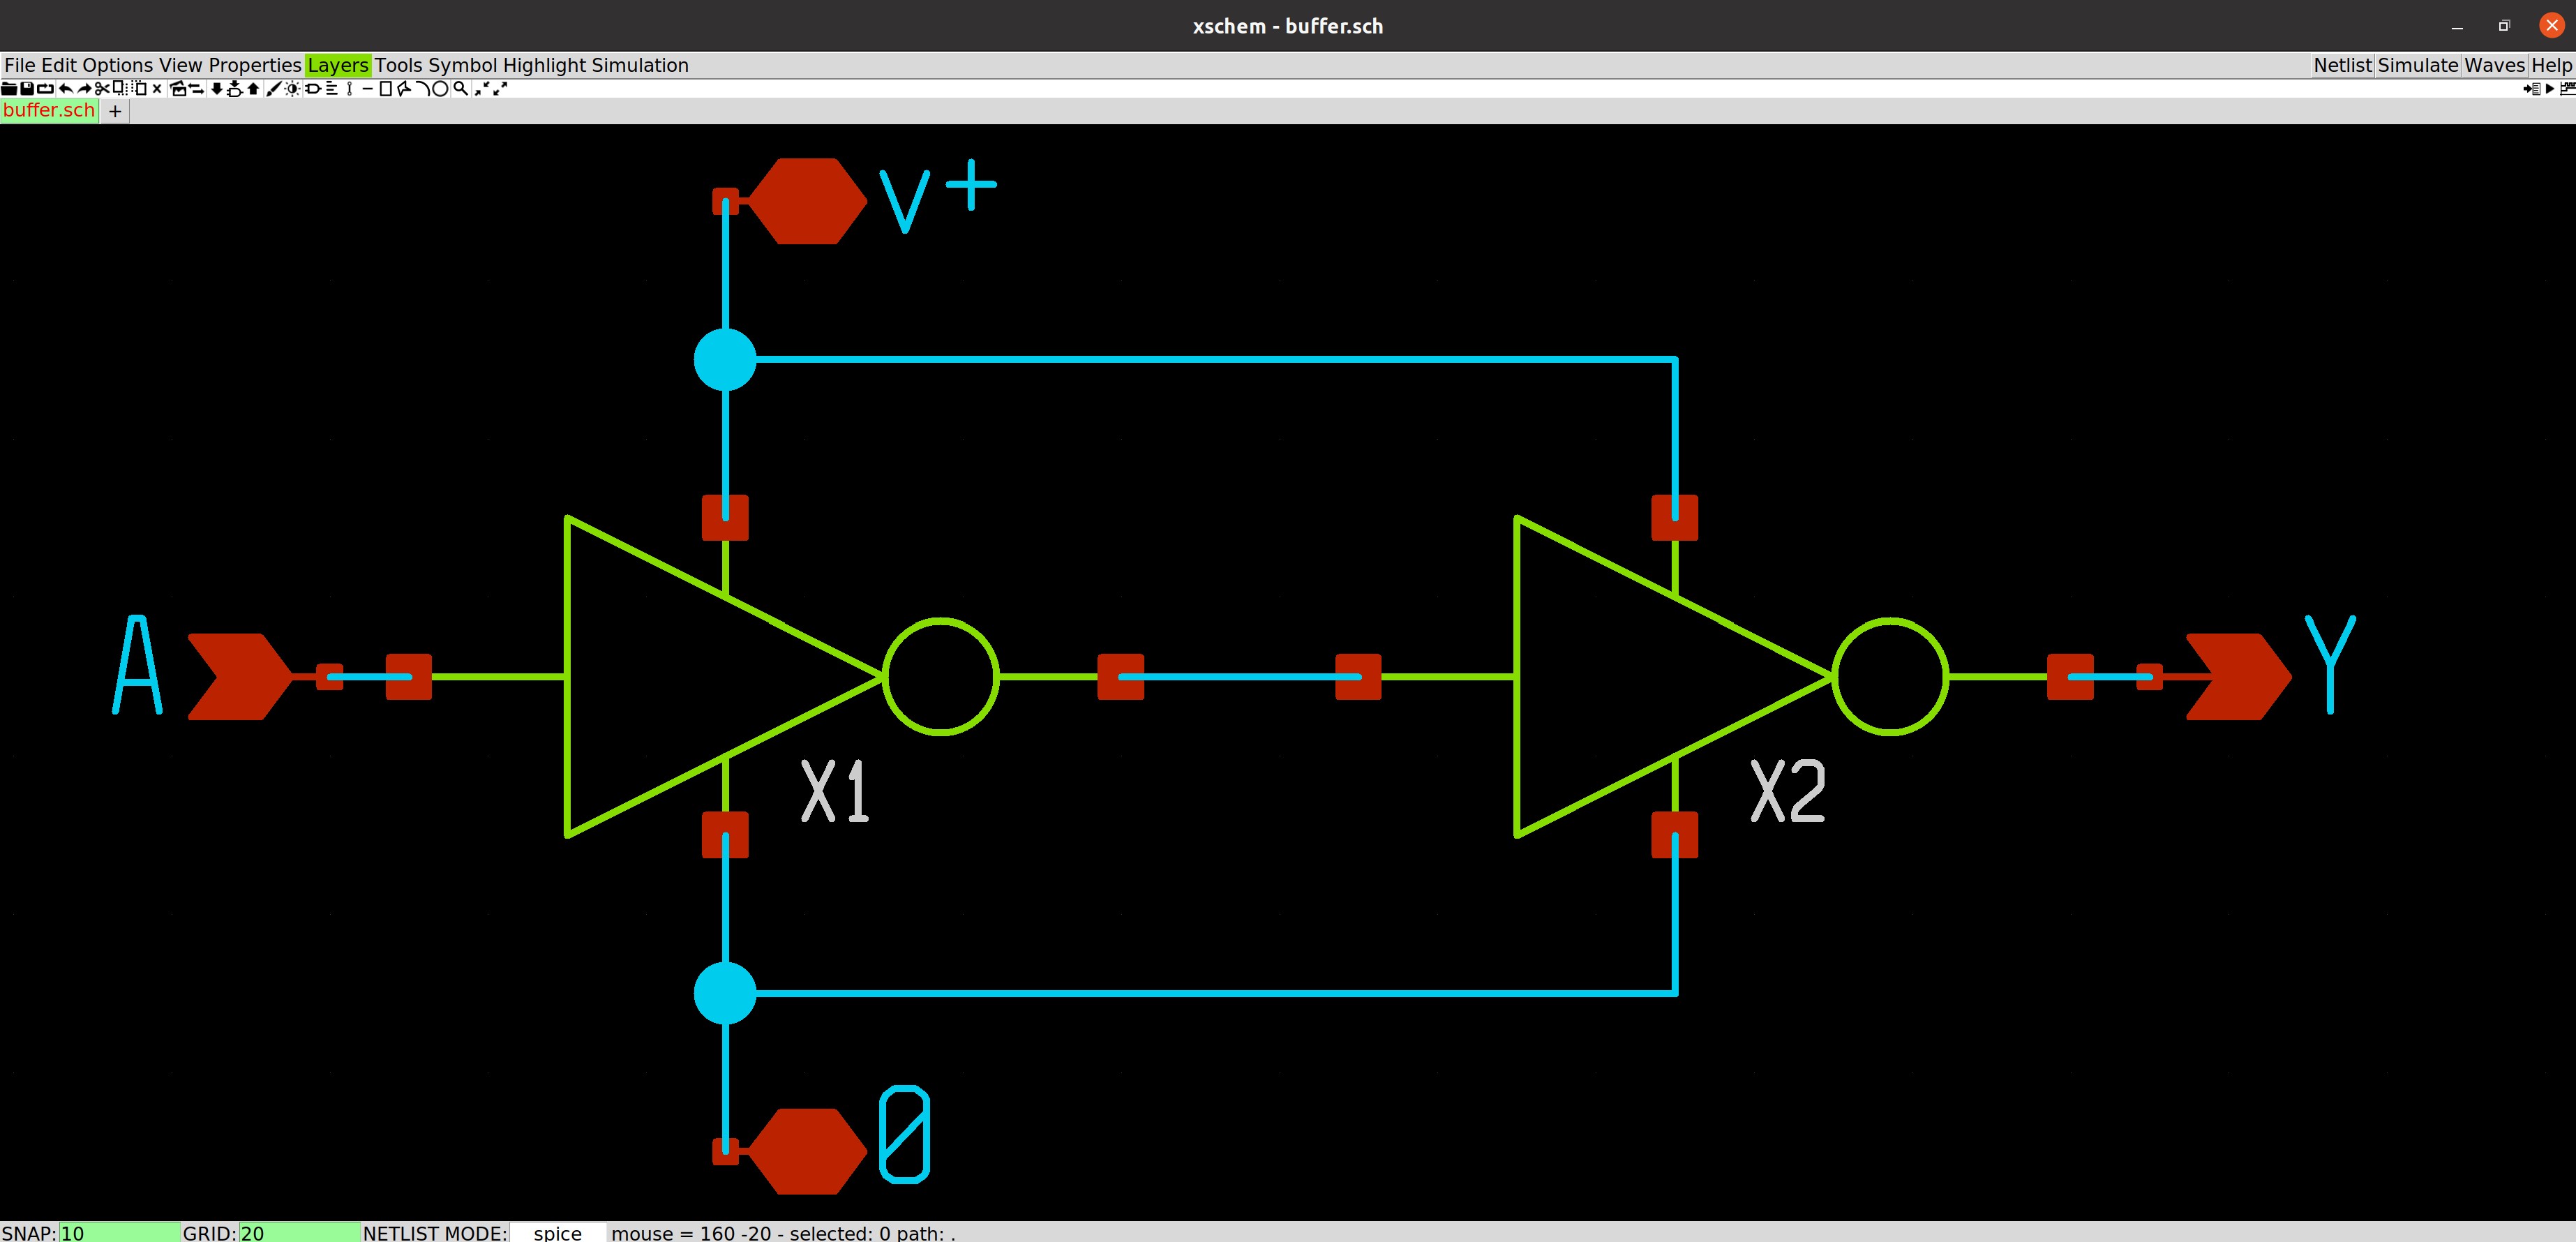 xschem - buffer.sch
File Edit Options View Properties Layers Tools Symbol Highlight Simulation Netlist Simulate Waves Help
buffer.sch +
v+
A
Y
X1
X2
0
SNAP: 10 GRID: 20 NETLIST MODE: spice mouse = 160 -20 - selected: 0 path: .